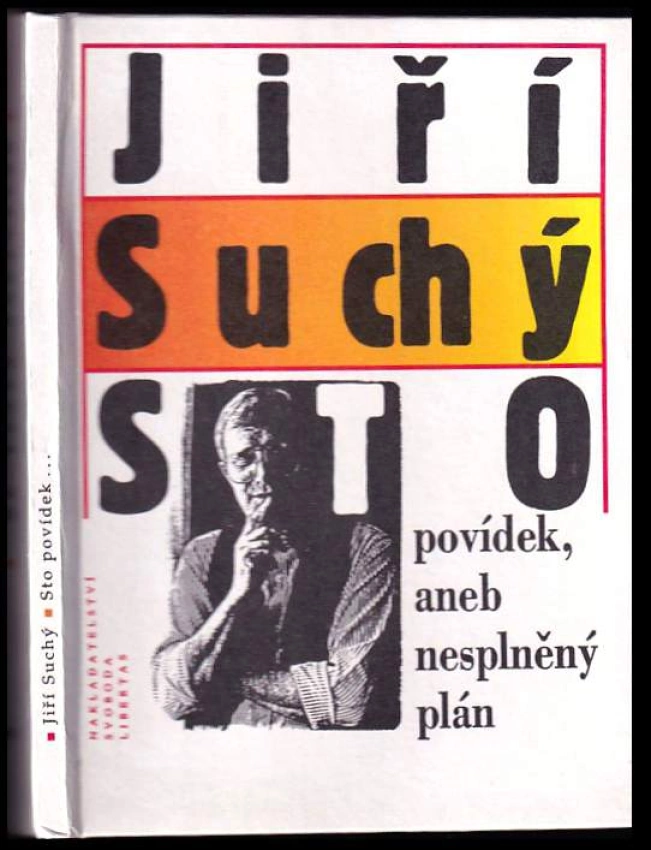 Jiří
Suchý
STO
povídek,
aneb
nesplněný
plán
NAKLADATELSTVÍ
SVOBODA
LIBERTAS
Jiří Suchý ■ Sto povídek...